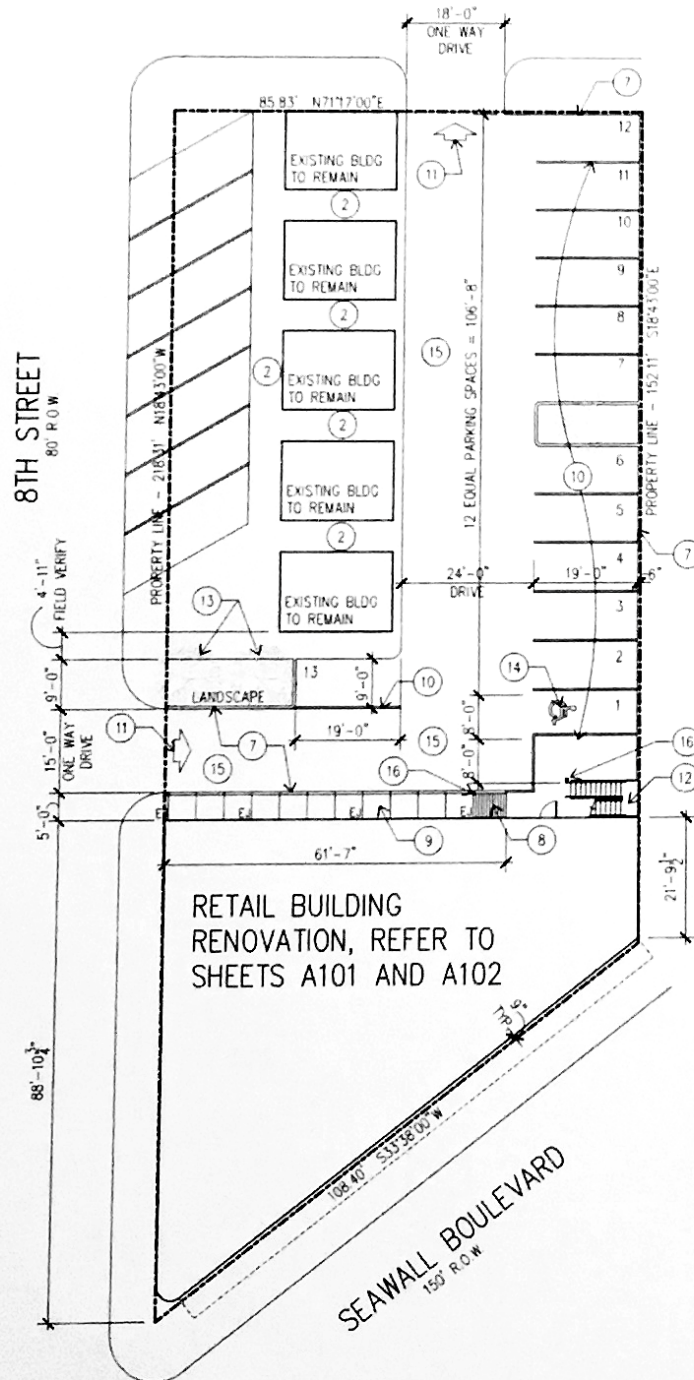 18'-0"
ONE WAY
DRIVE
7
85.83' N71°17'00"E
12
11
EXISTING BLDG
TO REMAIN
11
2
10
EXISTING BLDG
TO REMAIN
9
2
8
15
EXISTING BLDG
TO REMAIN
2
7
12 EQUAL PARKING SPACES = 106'-8"
PROPERTY LINE - 152.11' S18°43'00"E
PROPERTY LINE - 218'31' N18°43'00"W
8TH STREET
80' R.O.W.
2
EXISTING BLDG
TO REMAIN
6
10
5
2
4
7
EXISTING BLDG
TO REMAIN
24'-0"
DRIVE
19'-0"
6"
3
4'-11"
FIELD VERIFY
13
2
13
14
9'-0"
LANDSCAPE
9'-0"
10
1
19'-0"
8'-0"
11
7
15
15
15'-0"
ONE WAY
DRIVE
8'-0"
16
16
12
5'-0"
EJ
EJ
EJ
9
8
61'-7"
21'-9½"
RETAIL BUILDING
RENOVATION, REFER TO
SHEETS A101 AND A102
9"
TYP.
88'-10¾"
108.40' S33°38'00"W
SEAWALL BOULEVARD
150' R.O.W.